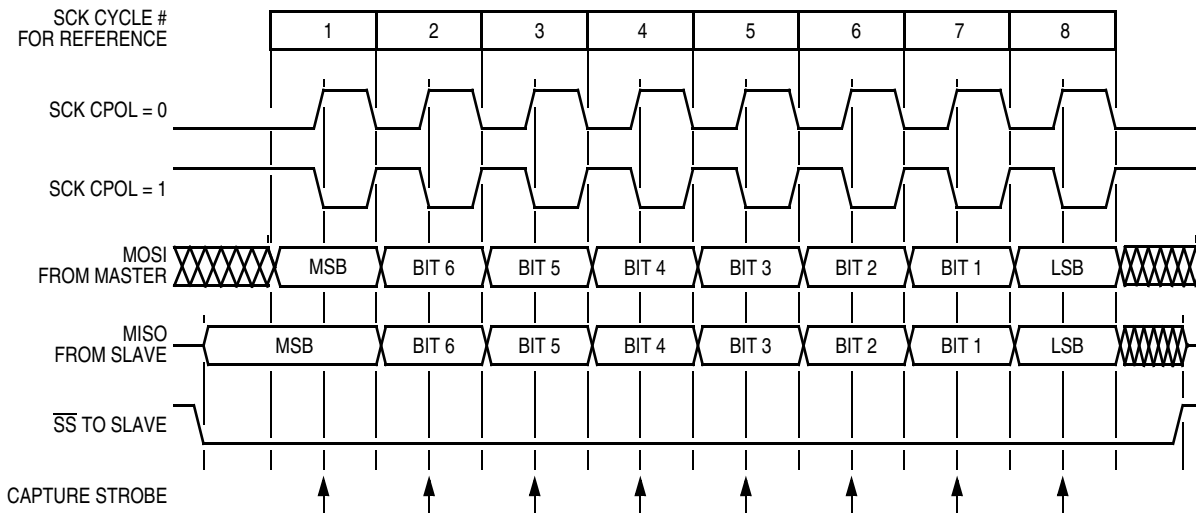 SCK CYCLE #
FOR REFERENCE
1 2 3 4 5 6 7 8
SCK CPOL = 0
SCK CPOL = 1
MOSI
FROM MASTER
MSB BIT 6 BIT 5 BIT 4 BIT 3 BIT 2 BIT 1 LSB
MISO
FROM SLAVE
MSB BIT 6 BIT 5 BIT 4 BIT 3 BIT 2 BIT 1 LSB
S̅S̅ TO SLAVE
CAPTURE STROBE